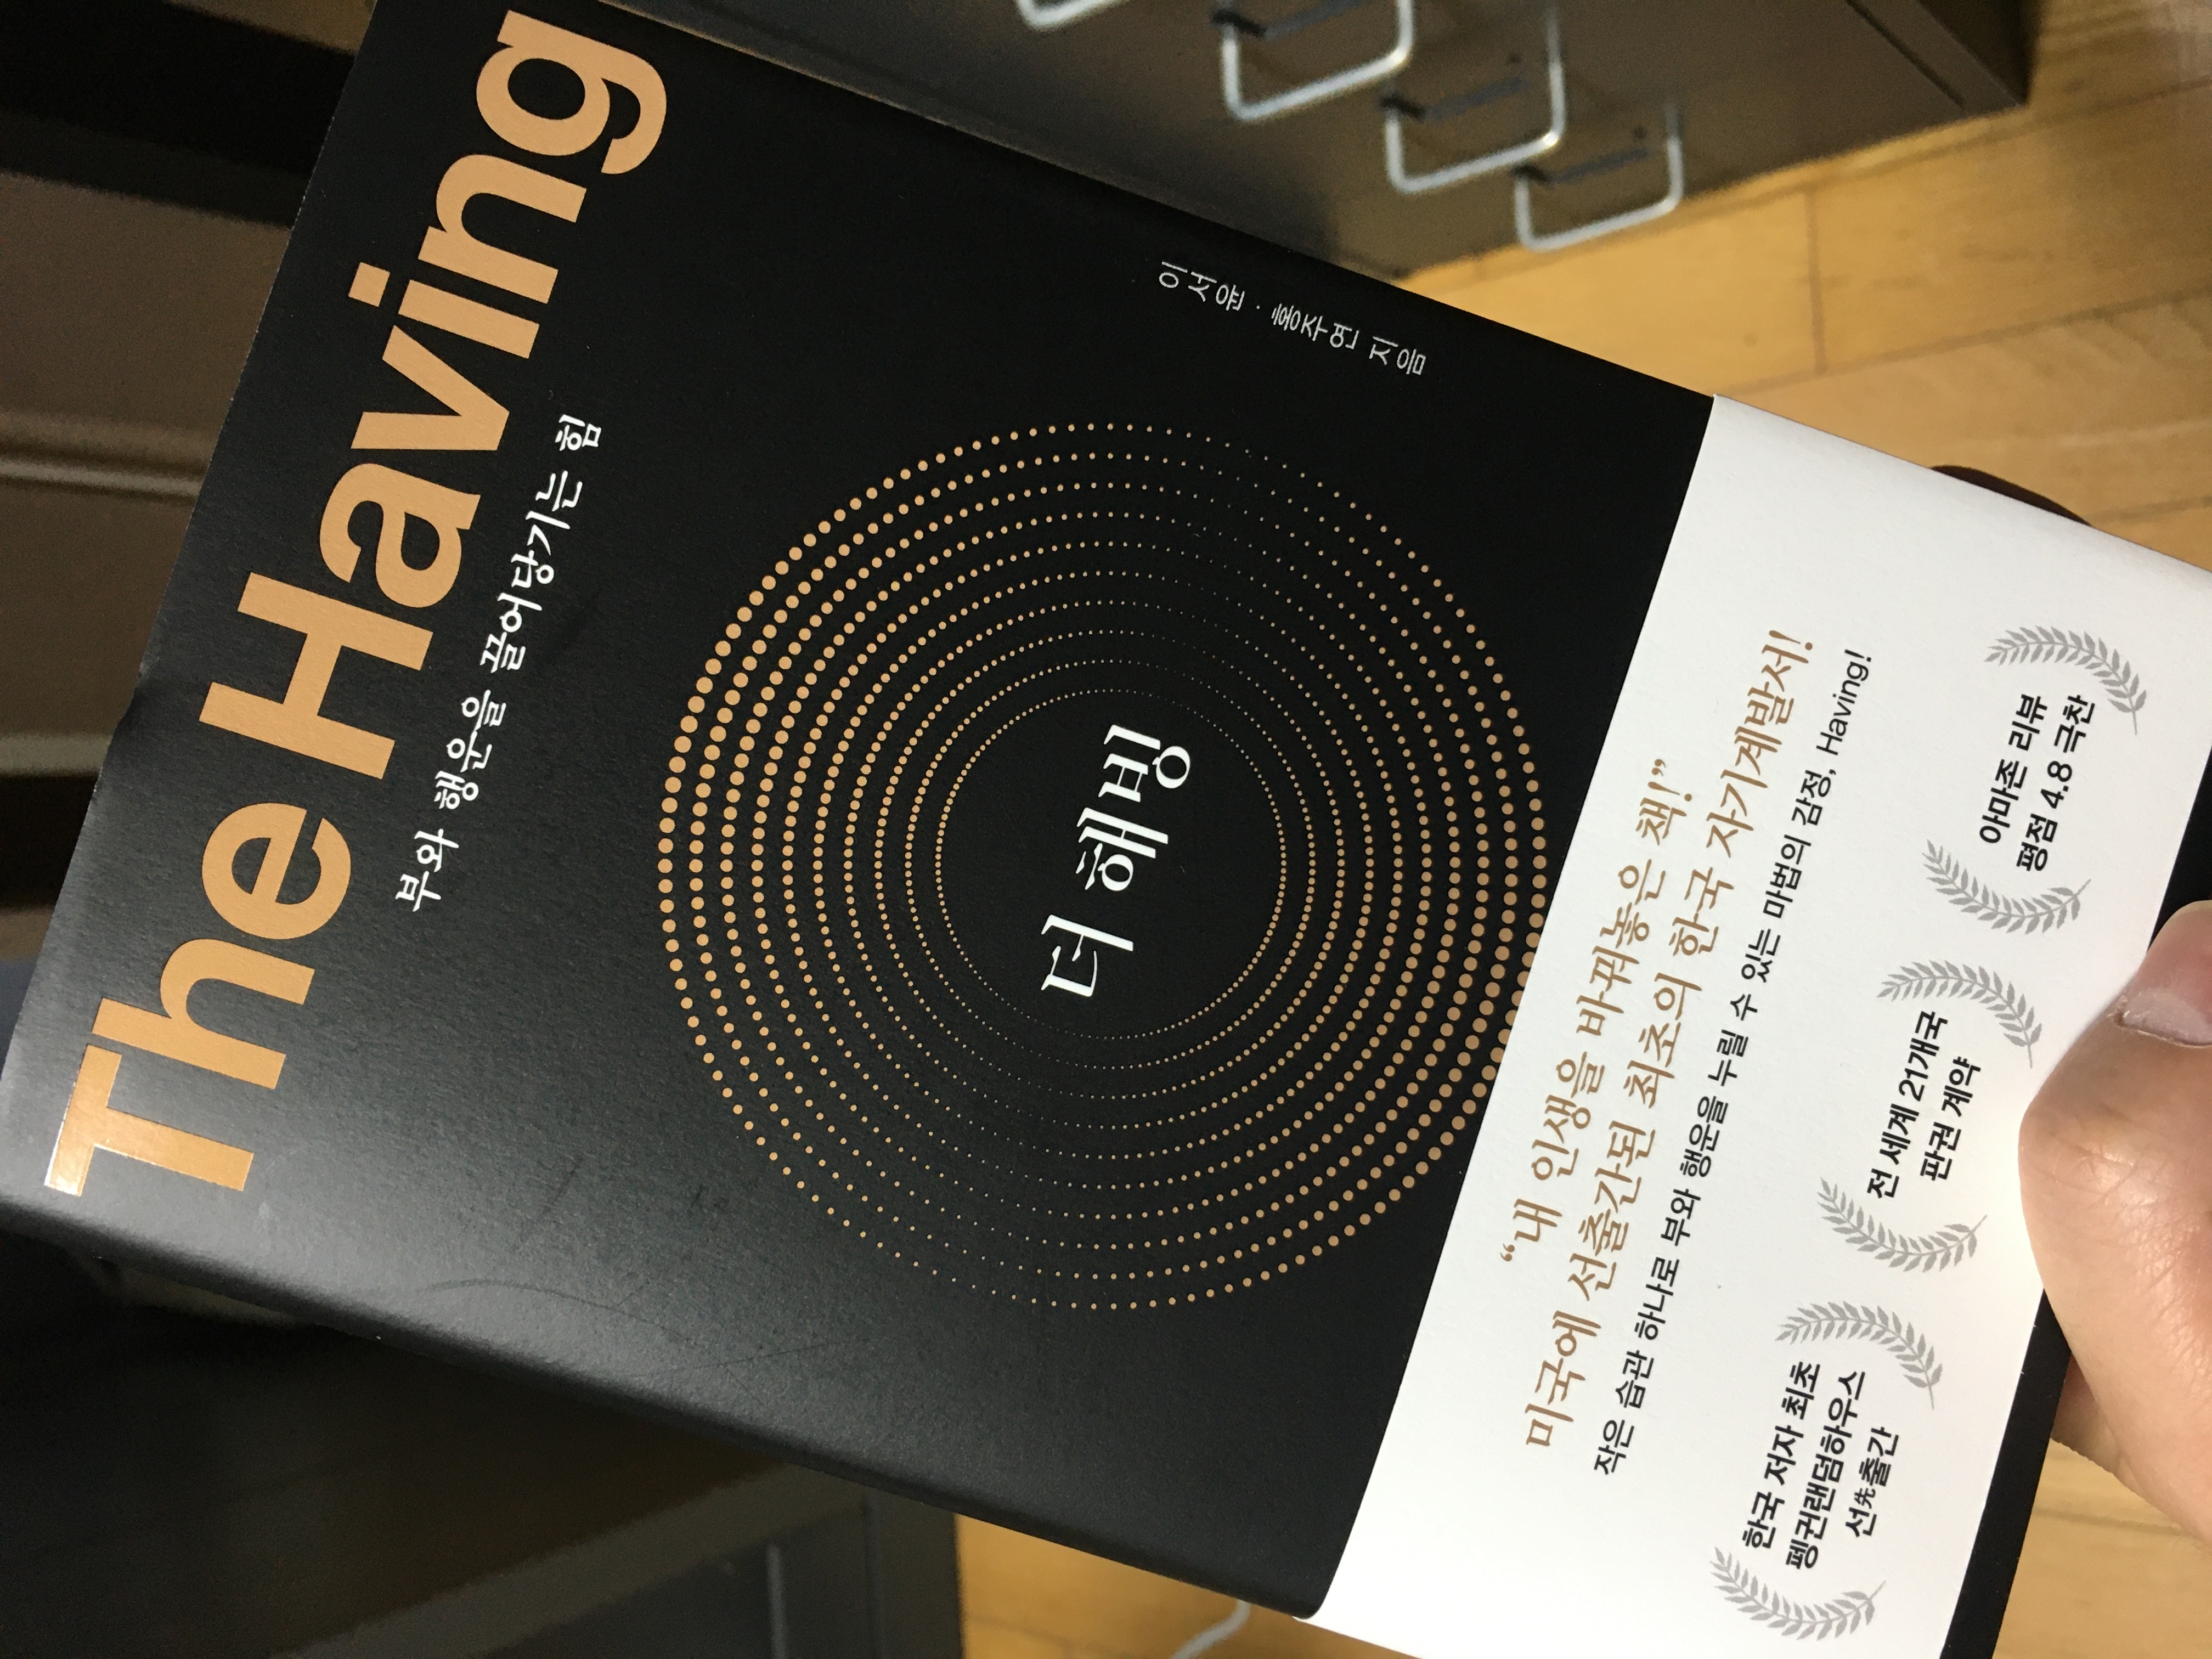 The Having
부와 행운을 끌어당기는 힘
이서윤 · 홍주연 지음
더 해빙
“내 인생을 바꿔놓은 책!”
미국에 선출간된 최초의 한국 자기계발서!
작은 습관 하나로 부와 행운을 누릴 수 있는 마법의 감정, Having!
한국 저자 최초
펭귄랜덤하우스
선先출간
전 세계 21개국
판권 계약
아마존 리뷰
평점 4.8 극찬